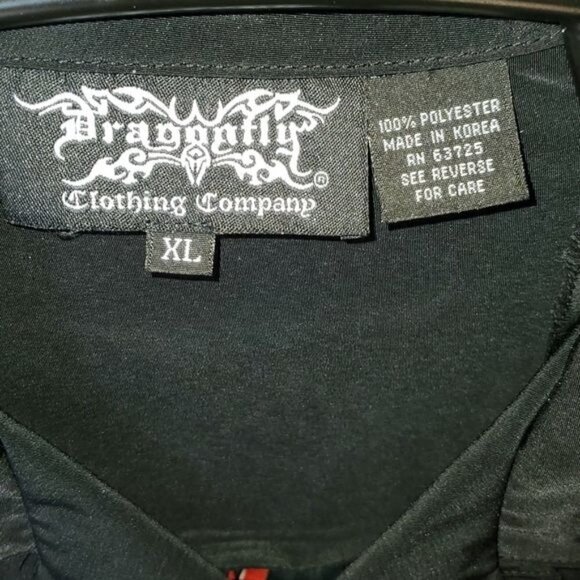 Dragonfly
®
Clothing Company
XL
100% POLYESTER
MADE IN KOREA
RN 63725
SEE REVERSE
FOR CARE